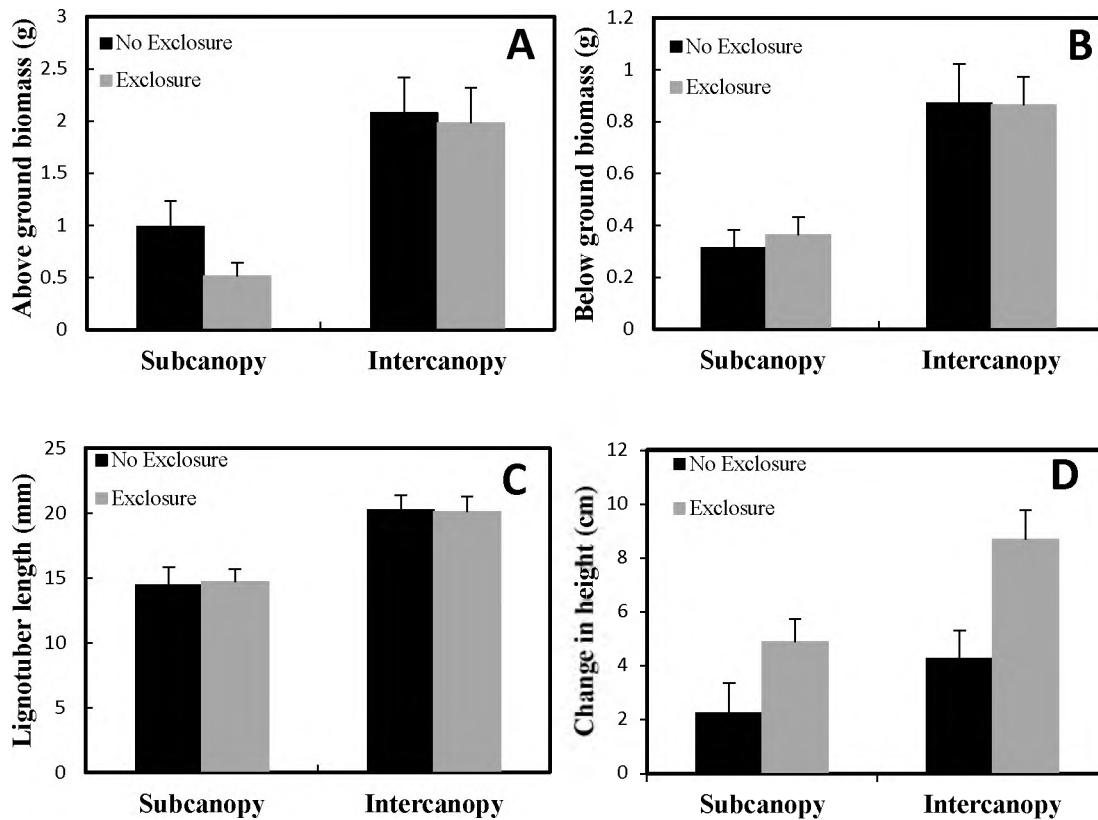 Above ground biomass (g)
3
2.5
2
1.5
1
0.5
0
No Exclosure
Exclosure
A
Subcanopy Intercanopy
Below ground biomass (g)
1.2
1
0.8
0.6
0.4
0.2
0
No Exclosure
Exclosure
B
Subcanopy Intercanopy
Lignotuber length (mm)
25
20
15
10
5
0
No Exclosure
Exclosure
C
Subcanopy Intercanopy
Change in height (cm)
12
10
8
6
4
2
0
No Exclosure
Exclosure
D
Subcanopy Intercanopy